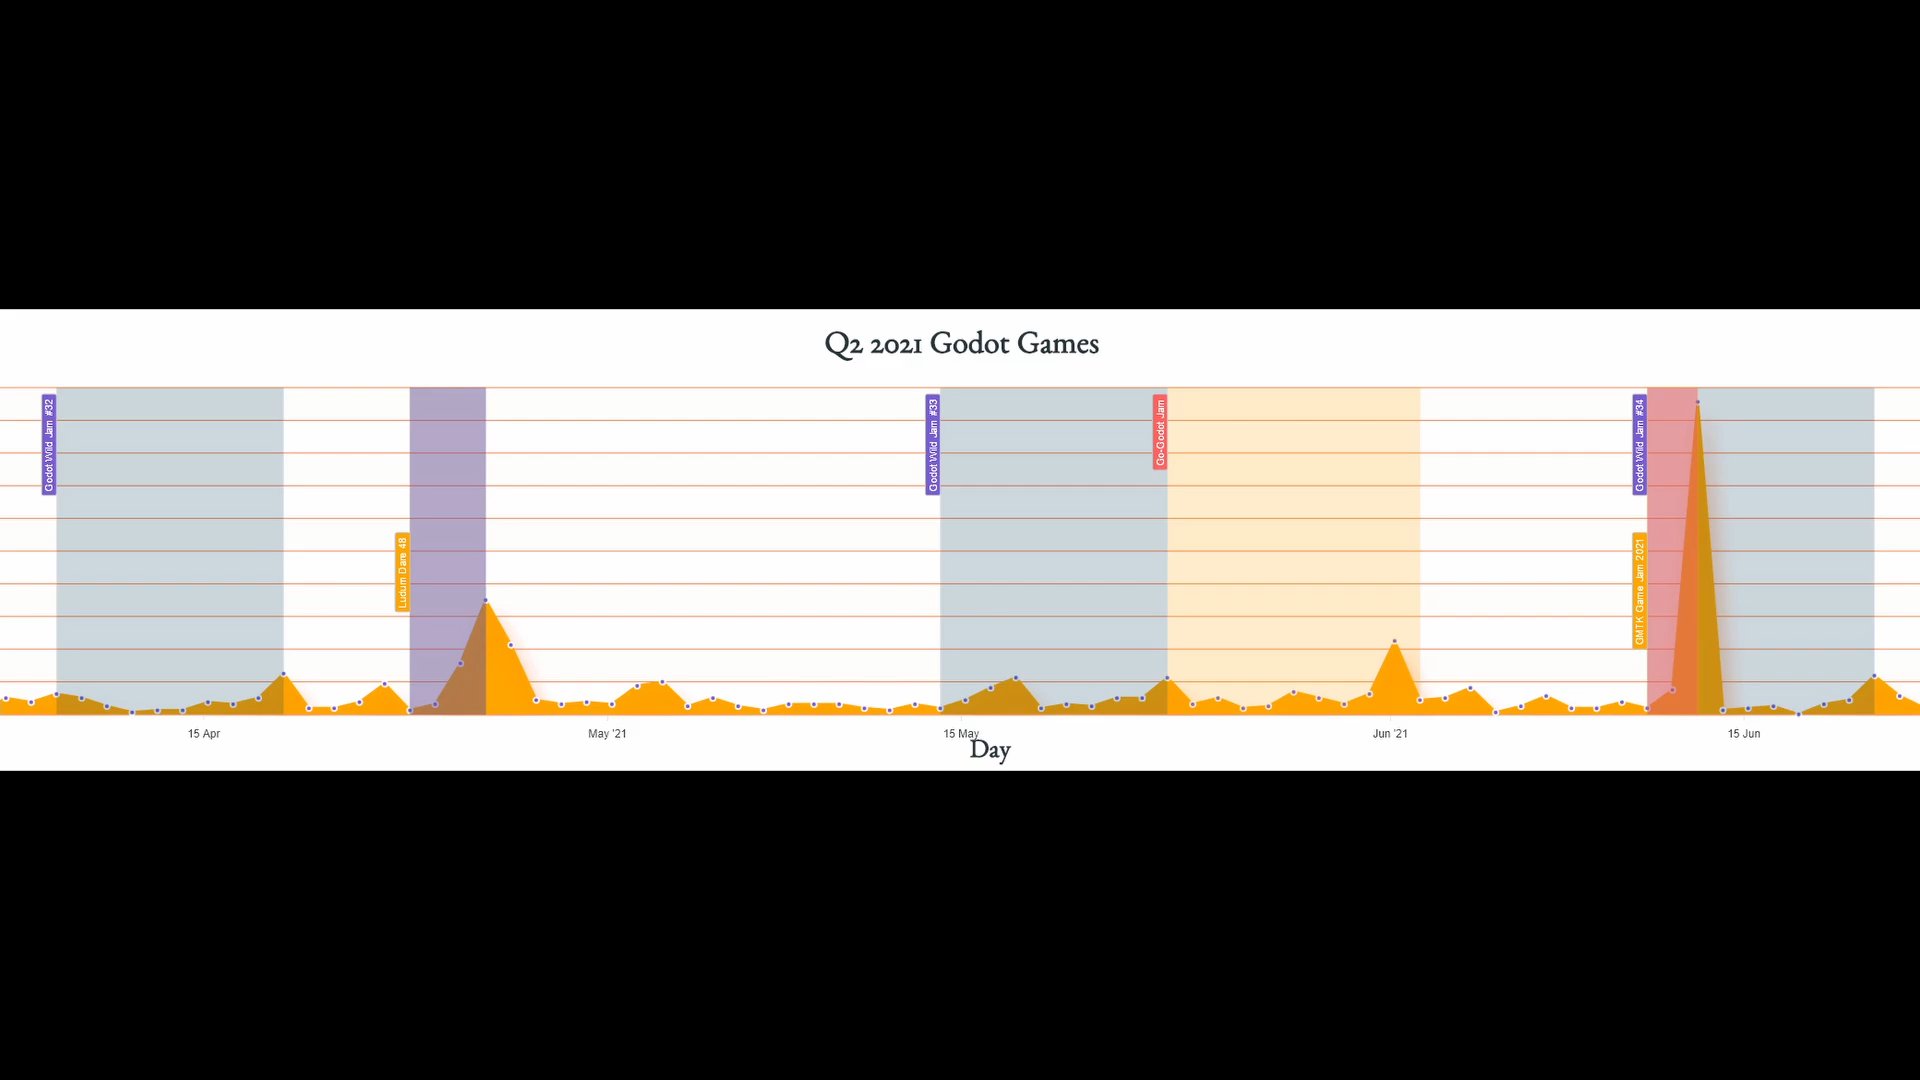 Q2 2021 Godot Games
Godot Wild Jam #32
Ludum Dare 48
Godot Wild Jam #33
Go-Godot Jam
Godot Wild Jam #34
GMTK Game Jam 2021
15 Apr
May '21
15 May
Jun '21
15 Jun
Day